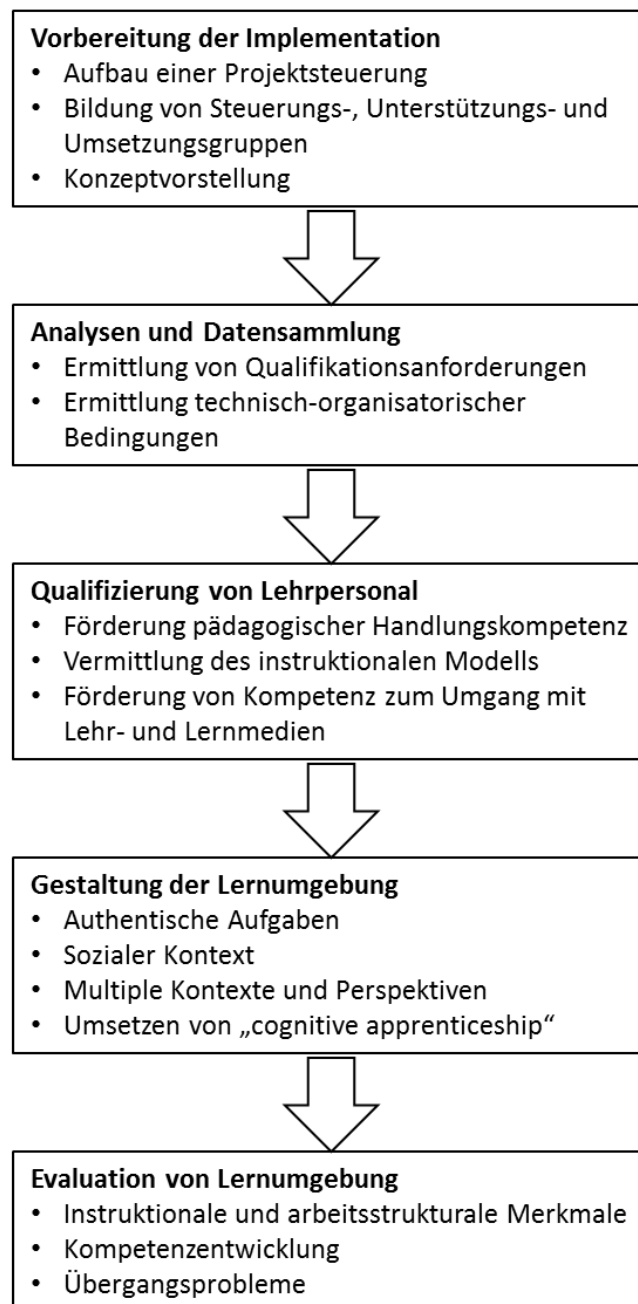 Vorbereitung der Implementation
• Aufbau einer Projektsteuerung
• Bildung von Steuerungs-, Unterstützungs- und
Umsetzungsgruppen
• Konzeptvorstellung
Analysen und Datensammlung
• Ermittlung von Qualifikationsanforderungen
• Ermittlung technisch-organisatorischer
Bedingungen
Qualifizierung von Lehrpersonal
• Förderung pädagogischer Handlungskompetenz
• Vermittlung des instruktionalen Modells
• Förderung von Kompetenz zum Umgang mit
Lehr- und Lernmedien
Gestaltung der Lernumgebung
• Authentische Aufgaben
• Sozialer Kontext
• Multiple Kontexte und Perspektiven
• Umsetzen von „cognitive apprenticeship“
Evaluation von Lernumgebung
• Instruktionale und arbeitsstrukturale Merkmale
• Kompetenzentwicklung
• Übergangsprobleme